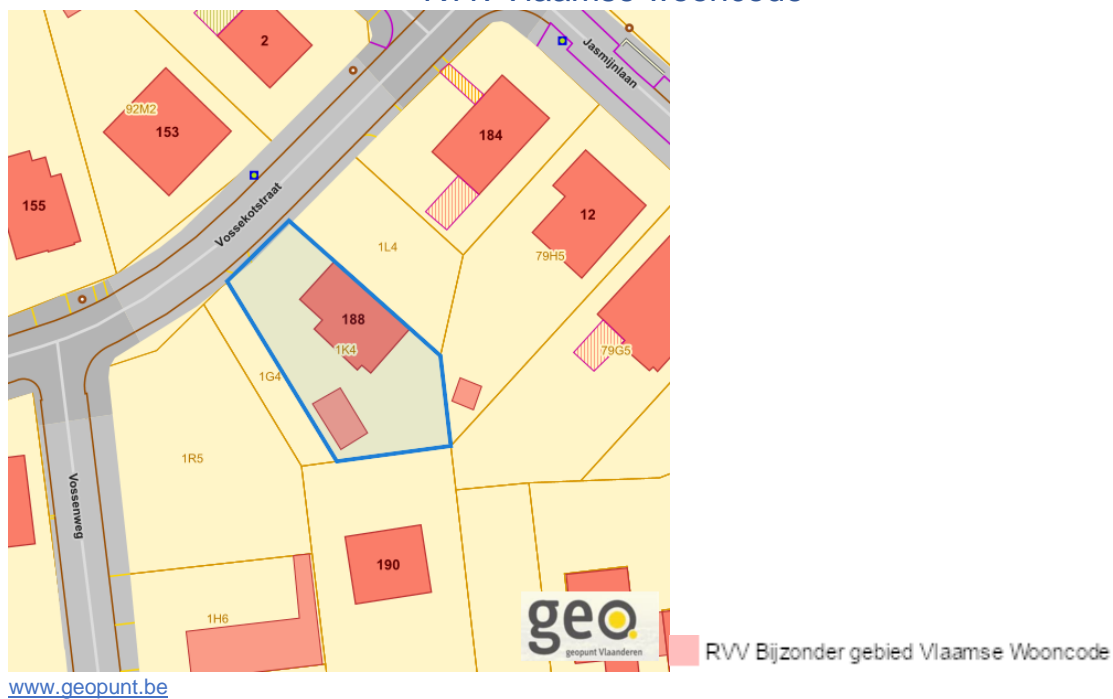 RVV Vlaamse wooncode
2
Jasmijnlaan
92M2
153
184
155
Vossekotstraat
12
1L4
79H5
188
1K4
79G5
1G4
1R5
Vossenweg
190
1H6
geo.
geopunt Vlaanderen
RVV Bijzonder gebied Vlaamse Wooncode
www.geopunt.be